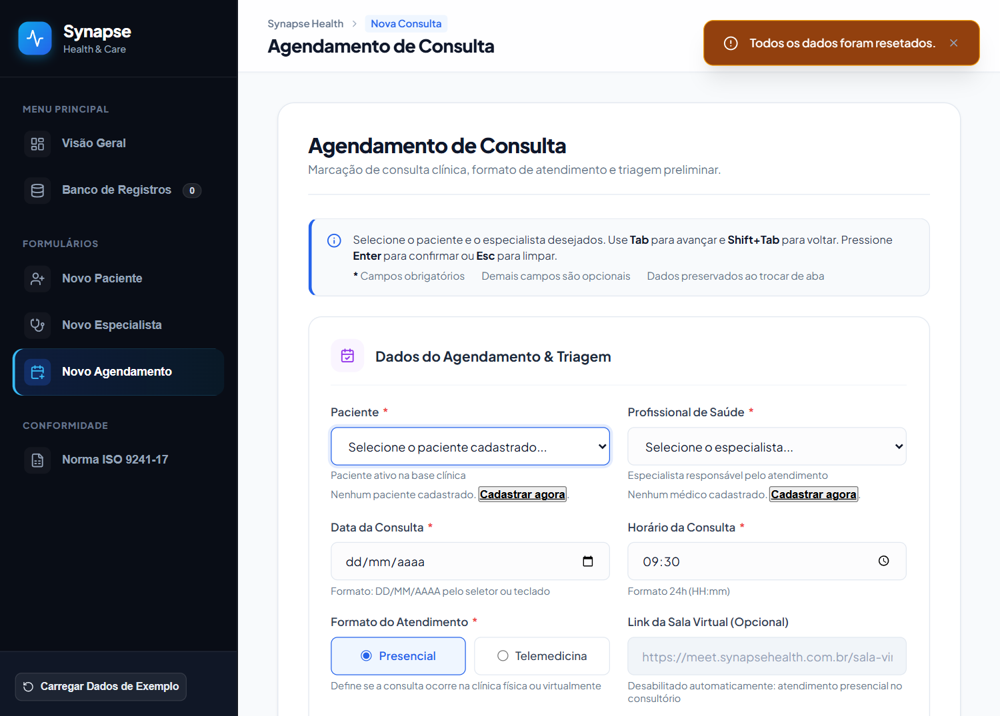 Synapse
Health & Care
MENU PRINCIPAL
Visão Geral
Banco de Registros 0
FORMULÁRIOS
Novo Paciente
Novo Especialista
Novo Agendamento
CONFORMIDADE
Norma ISO 9241-17
Carregar Dados de Exemplo
Synapse Health > Nova Consulta
Agendamento de Consulta
Todos os dados foram resetados.
Agendamento de Consulta
Marcação de consulta clínica, formato de atendimento e triagem preliminar.
Selecione o paciente e o especialista desejados. Use Tab para avançar e Shift+Tab para voltar. Pressione
Enter para confirmar ou Esc para limpar.
* Campos obrigatórios Demais campos são opcionais Dados preservados ao trocar de aba
Dados do Agendamento & Triagem
Paciente *
Selecione o paciente cadastrado...
Paciente ativo na base clínica
Nenhum paciente cadastrado. Cadastrar agora.
Profissional de Saúde *
Selecione o especialista...
Especialista responsável pelo atendimento
Nenhum médico cadastrado. Cadastrar agora.
Data da Consulta *
dd/mm/aaaa
Formato: DD/MM/AAAA pelo seletor ou teclado
Horário da Consulta *
09:30
Formato 24h (HH:mm)
Formato do Atendimento *
Presencial
Telemedicina
Define se a consulta ocorre na clínica física ou virtualmente
Link da Sala Virtual (Opcional)
https://meet.synapsehealth.com.br/sala-vir
Desabilitado automaticamente: atendimento presencial no
consultório